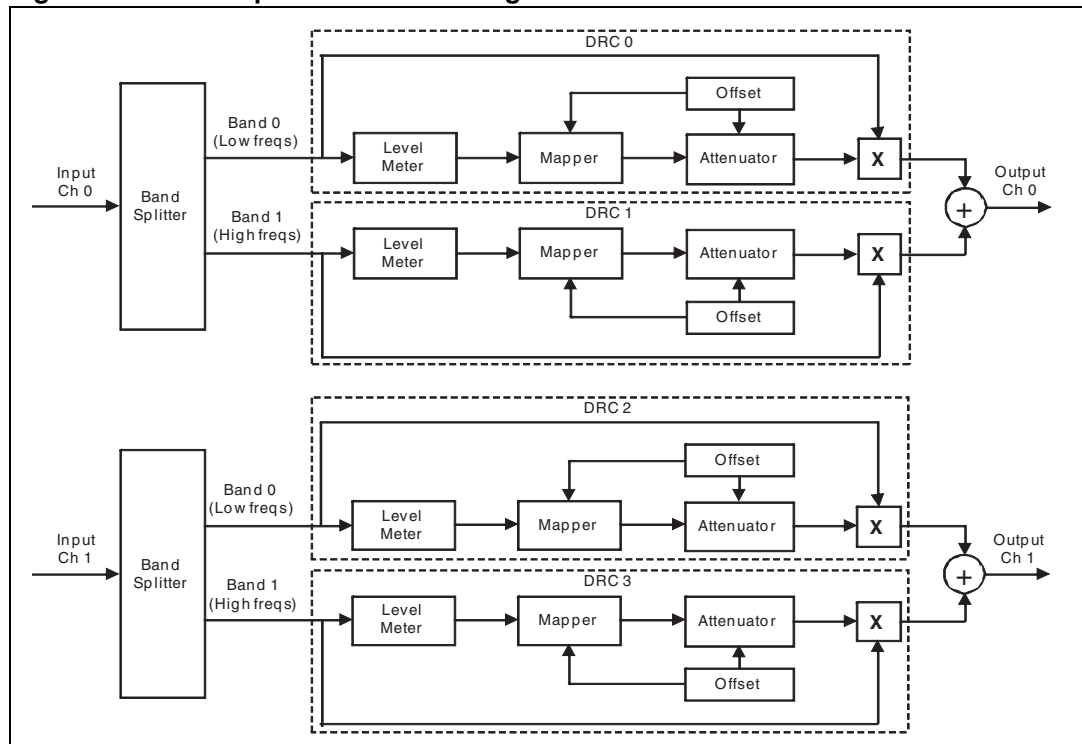 DRC 0
Offset
Band 0
(Low freqs)
Level
Meter
Mapper
Attenuator
X
Input
Ch 0
Band
Splitter
Output
Ch 0
+
Band 1
(High freqs)
DRC 1
Level
Meter
Mapper
Attenuator
X
Offset
DRC 2
Offset
Band 0
(Low freqs)
Level
Meter
Mapper
Attenuator
X
Input
Ch 1
Band
Splitter
Output
Ch 1
+
Band 1
(High freqs)
DRC 3
Level
Meter
Mapper
Attenuator
X
Offset